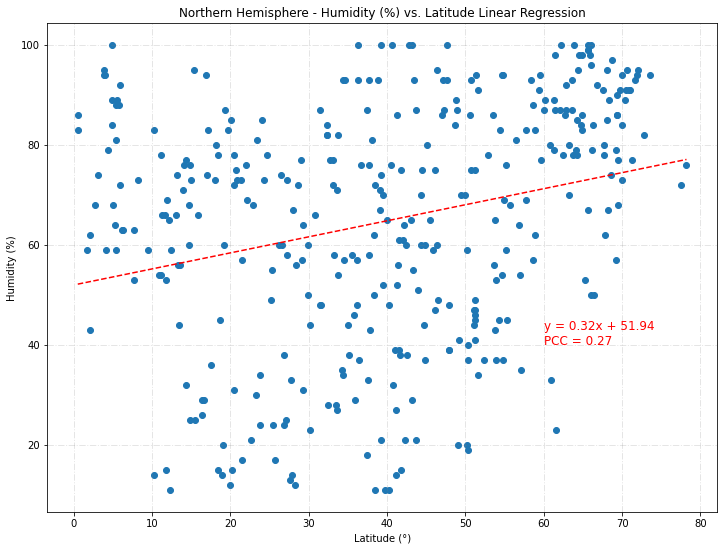 Northern Hemisphere - Humidity (%) vs. Latitude Linear Regression
100
80
60
40
20
Humidity (%)
y = 0.32x + 51.94
PCC = 0.27
0 10 20 30 40 50 60 70 80
Latitude (°)